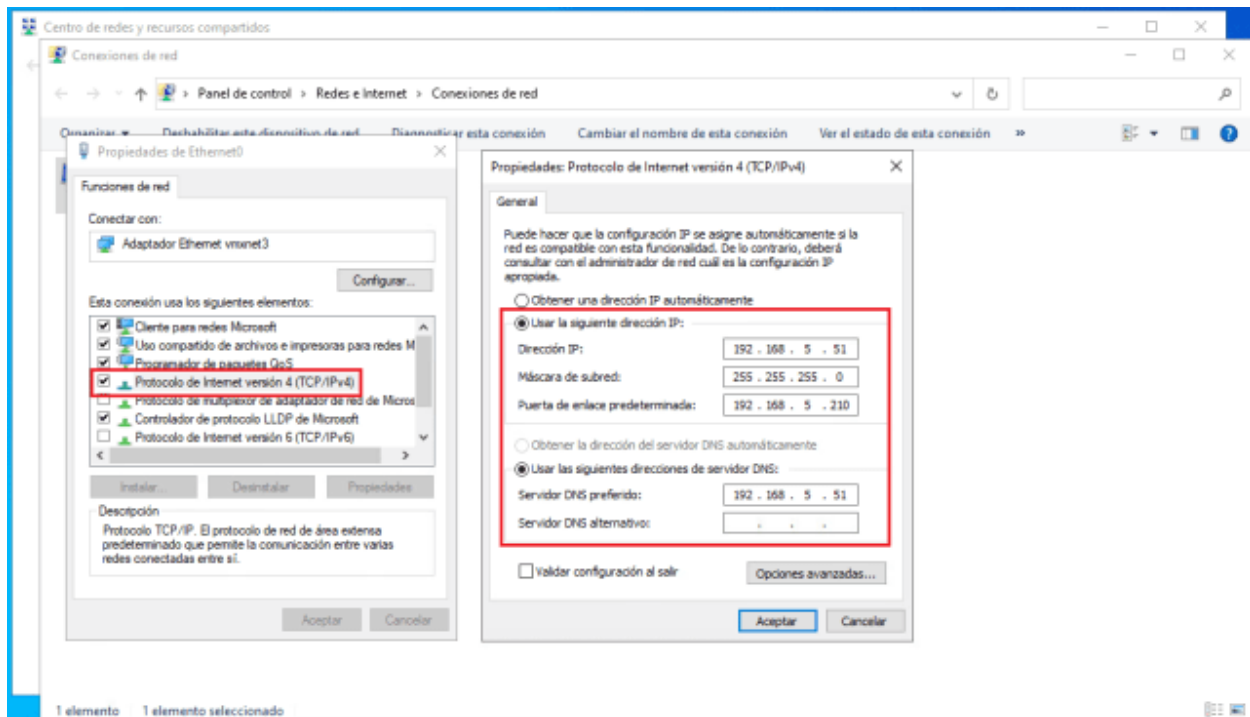 Centro de redes y recursos compartidos
Conexiones de red
Panel de control > Redes e Internet > Conexiones de red
Organizar Deshabilitar este dispositivo de red Diagnosticar esta conexión Cambiar el nombre de esta conexión Ver el estado de esta conexión »
Propiedades de Ethernet0
Funciones de red
Conectar con:
Adaptador Ethernet vmxnet3
Configurar...
Esta conexión usa los siguientes elementos:
Cliente para redes Microsoft
Uso compartido de archivos e impresoras para redes M
Programador de paquetes QoS
Protocolo de Internet versión 4 (TCP/IPv4)
Protocolo de multiplexor de adaptador de red de Micros
Controlador de protocolo LLDP de Microsoft
Protocolo de Internet versión 6 (TCP/IPv6)
Instalar... Desinstalar Propiedades
Descripción
Protocolo TCP/IP. El protocolo de red de área extensa
predeterminado que permite la comunicación entre varias
redes conectadas entre sí.
Aceptar Cancelar
Propiedades: Protocolo de Internet versión 4 (TCP/IPv4)
General
Puede hacer que la configuración IP se asigne automáticamente si la
red es compatible con esta funcionalidad. De lo contrario, deberá
consultar con el administrador de red cuál es la configuración IP
apropiada.
Obtener una dirección IP automáticamente
Usar la siguiente dirección IP:
Dirección IP: 192 . 168 . 5 . 51
Máscara de subred: 255 . 255 . 255 . 0
Puerta de enlace predeterminada: 192 . 168 . 5 . 210
Obtener la dirección del servidor DNS automáticamente
Usar las siguientes direcciones de servidor DNS:
Servidor DNS preferido: 192 . 168 . 5 . 51
Servidor DNS alternativo: . . .
Validar configuración al salir Opciones avanzadas...
Aceptar Cancelar
1 elemento 1 elemento seleccionado